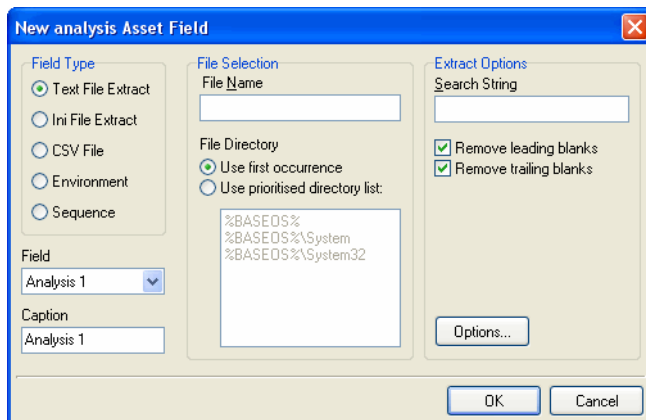 New analysis Asset Field
Field Type
Text File Extract
Ini File Extract
CSV File
Environment
Sequence
Field
Analysis 1
Caption
Analysis 1
File Selection
File Name
File Directory
Use first occurrence
Use prioritised directory list:
%BASEOS%
%BASEOS%\System
%BASEOS%\System32
Extract Options
Search String
Remove leading blanks
Remove trailing blanks
Options...
OK
Cancel